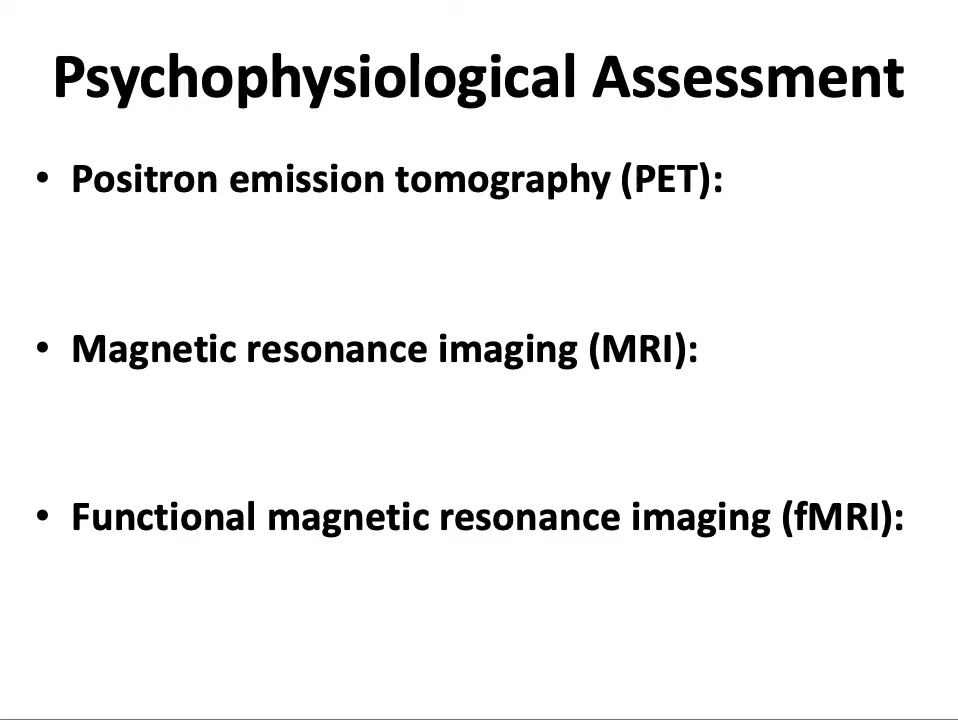 Psychophysiological Assessment
• Positron emission tomography (PET):
• Magnetic resonance imaging (MRI):
• Functional magnetic resonance imaging (fMRI):